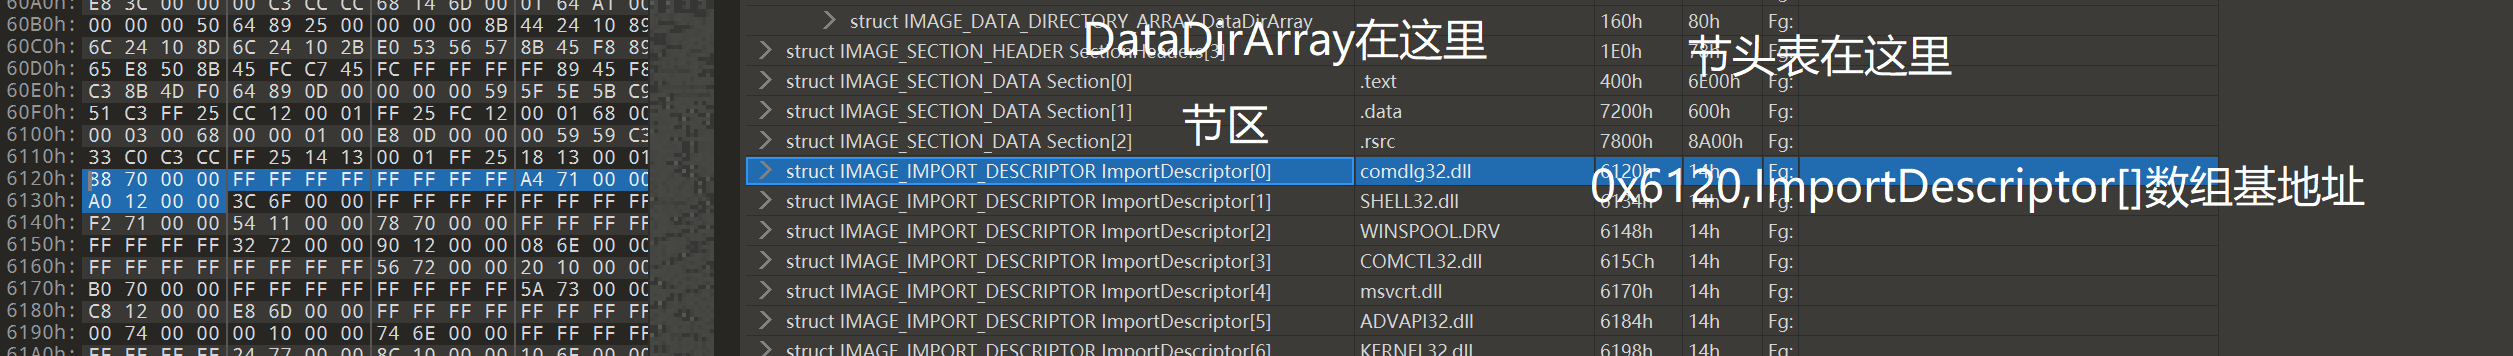 60A0h: E8 3C 00 00 00 C3 CC CC 68 14 6D 00 01 64 A1 00
60B0h: 00 00 00 50 64 89 25 00 00 00 00 8B 44 24 10 89
60C0h: 6C 24 10 8D 6C 24 10 2B E0 53 56 57 8B 45 F8 89
60D0h: 65 E8 50 8B 45 FC C7 45 FC FF FF FF FF 89 45 F8
60E0h: C3 8B 4D F0 64 89 0D 00 00 00 00 59 5F 5E 5B C9
60F0h: 51 C3 FF 25 CC 12 00 01 FF 25 FC 12 00 01 68 00
6100h: 00 03 00 68 00 00 01 00 E8 0D 00 00 00 59 59 C3
6110h: 33 C0 C3 CC FF 25 14 13 00 01 FF 25 18 13 00 01
6120h: 88 70 00 00 FF FF FF FF FF FF FF FF A4 71 00 00
6130h: A0 12 00 00 3C 6F 00 00 FF FF FF FF FF FF FF FF
6140h: F2 71 00 00 54 11 00 00 78 70 00 00 FF FF FF FF
6150h: FF FF FF FF 32 72 00 00 90 12 00 00 08 6E 00 00
6160h: FF FF FF FF FF FF FF FF 56 72 00 00 20 10 00 00
6170h: B0 70 00 00 FF FF FF FF FF FF FF FF 5A 73 00 00
6180h: C8 12 00 00 E8 6D 00 00 FF FF FF FF FF FF FF FF
6190h: 00 74 00 00 00 10 00 00 74 6E 00 00 FF FF FF FF
61A0h: FF FF FF FF 24 77 00 00 8C 10 00 00 10 6F 00 00
struct IMAGE_DATA_DIRECTORY_ARRAY DataDirArray 160h 80h Fg:
DataDirArray在这里
struct IMAGE_SECTION_HEADER SectionHeaders[3] 1E0h 78h Fg:
节头表在这里
struct IMAGE_SECTION_DATA Section[0] .text 400h 6E00h Fg:
struct IMAGE_SECTION_DATA Section[1] .data 7200h 600h Fg:
节区
struct IMAGE_SECTION_DATA Section[2] .rsrc 7800h 8A00h Fg:
struct IMAGE_IMPORT_DESCRIPTOR ImportDescriptor[0] comdlg32.dll 6120h 14h Fg:
0x6120,ImportDescriptor[]数组基地址
struct IMAGE_IMPORT_DESCRIPTOR ImportDescriptor[1] SHELL32.dll 6134h 14h Fg:
struct IMAGE_IMPORT_DESCRIPTOR ImportDescriptor[2] WINSPOOL.DRV 6148h 14h Fg:
struct IMAGE_IMPORT_DESCRIPTOR ImportDescriptor[3] COMCTL32.dll 615Ch 14h Fg:
struct IMAGE_IMPORT_DESCRIPTOR ImportDescriptor[4] msvcrt.dll 6170h 14h Fg:
struct IMAGE_IMPORT_DESCRIPTOR ImportDescriptor[5] ADVAPI32.dll 6184h 14h Fg:
struct IMAGE_IMPORT_DESCRIPTOR ImportDescriptor[6] KERNEL32.dll 6198h 14h Fg: